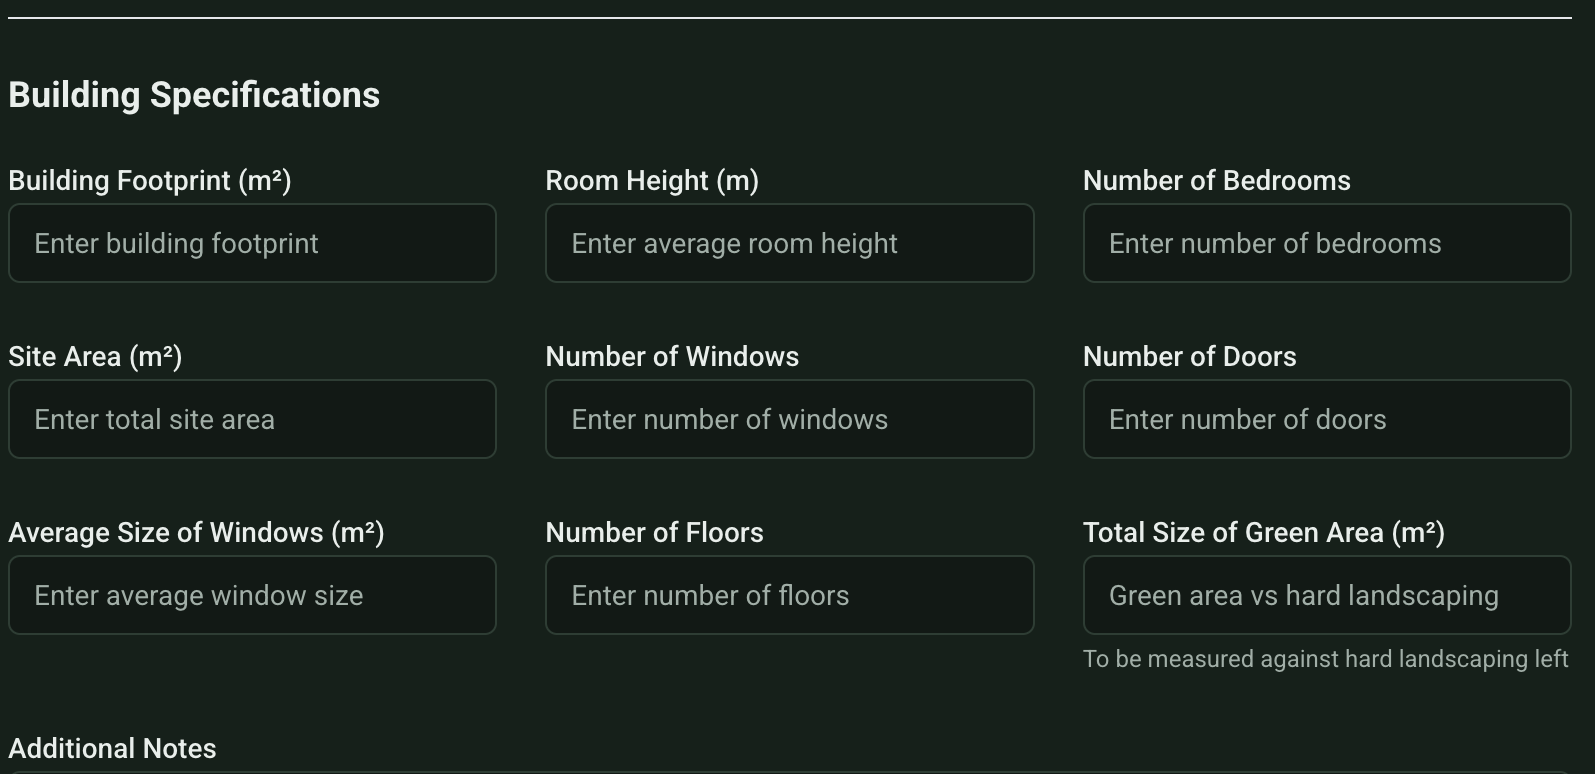 Building Specifications
Building Footprint (m²)
Enter building footprint
Room Height (m)
Enter average room height
Number of Bedrooms
Enter number of bedrooms
Site Area (m²)
Enter total site area
Number of Windows
Enter number of windows
Number of Doors
Enter number of doors
Average Size of Windows (m²)
Enter average window size
Number of Floors
Enter number of floors
Total Size of Green Area (m²)
Green area vs hard landscaping
To be measured against hard landscaping left
Additional Notes